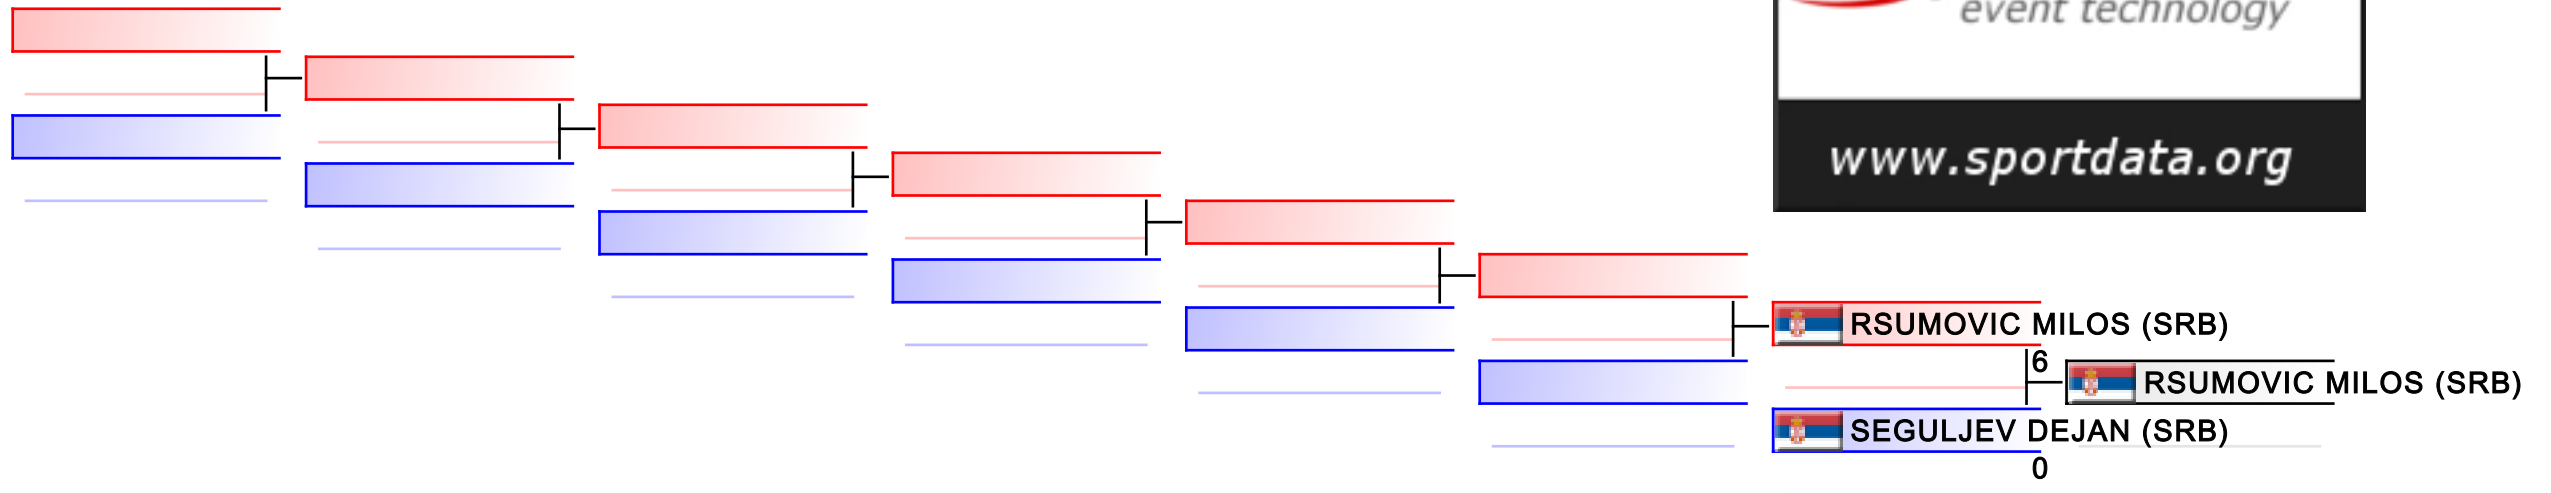 event technology
www.sportdata.org
RSUMOVIC MILOS (SRB)
6
RSUMOVIC MILOS (SRB)
SEGULJEV DEJAN (SRB)
0